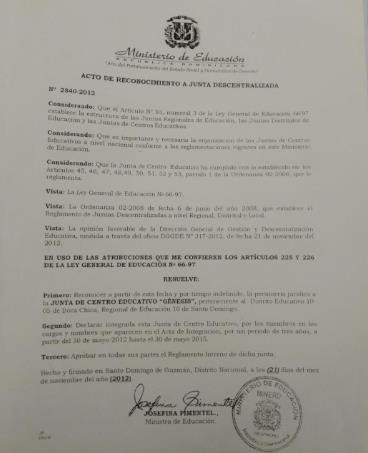 Ministerio de Educación
REPÚBLICA DOMINICANA
"Año del Fortalecimiento del Estado Social y Democrático de Derecho"
ACTO DE RECONOCIMIENTO A JUNTA DESCENTRALIZADA
Nº 2840-2012
Considerando: Que el Artículo Nº 93, numeral 3 de la Ley General de Educación 66'97
establece la estructura de las Juntas Regionales de Educación, las Juntas Distritales de
Educación y las Juntas de Centros Educativos.
Considerando: Que es importante y necesaria la organización de las Juntas de Centros
Educativos a nivel nacional conforme a las reglamentaciones vigentes en este Ministerio
de Educación.
Considerando: Que la Junta de Centro Educativo ha cumplido con lo establecido en los
Artículos 45, 46, 47, 48,49, 50, 51, 52 y 53, párrafo 1 de la Ordenanza 02-2008, que le
reglamenta.
Vista: La Ley General de Educación Nº 66-97.
Vista: La Ordenanza 02-2008 de fecha 6 de junio del año 2008, que establece el
Reglamento de Juntas Descentralizadas a nivel Regional, Distrital y Local.
Vista: La opinión favorable de la Dirección General de Gestión y Descentralización
Educativa, emitida a través del oficio DGGDE Nº 317-2012, de fecha 21 de noviembre del
2012.
EN USO DE LAS ATRIBUCIONES QUE ME CONFIEREN LOS ARTÍCULOS 225 Y 226
DE LA LEY GENERAL DE EDUCACIÓN Nº 66-97
RESUELVE:
Primero: Reconocer a partir de esta fecha y por tiempo indefinido, la personería jurídica a
la JUNTA DE CENTRO EDUCATIVO "GÉNESIS", perteneciente al Distrito Educativo 10-
05 de Boca Chica, Regional de Educación 10 de Santo Domingo.
Segundo: Declarar integrada esta Junta de Centro Educativo, por los miembros en los
cargos y nombres que aparecen en el Acta de Integración, por un periodo de tres años, a
partir del 30 de mayo 2012 hasta el 30 de mayo 2015.
Tercero: Aprobar en todas sus partes el Reglamento Interno de dicha junta.
Hecho y firmado en Santo Domingo de Guzmán, Distrito Nacional, a los (21) días del mes
de noviembre del año (2012)
Josefina Pimentel
JOSEFINA PIMENTEL,
Ministra de Educación.
MINISTERIO DE EDUCACIÓN
MINERD